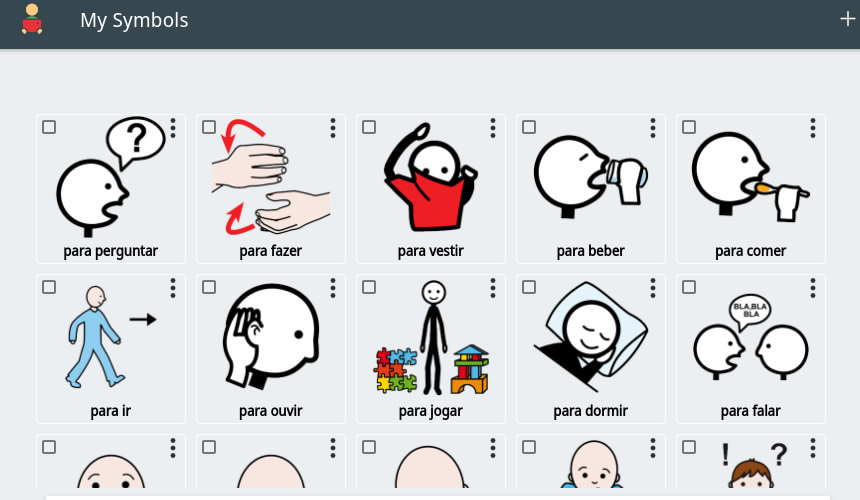 My Symbols
+
?
para perguntar
para fazer
para vestir
para beber
para comer
BLA,BLA
BLA
para ir
para ouvir
para jogar
para dormir
para falar
! ?